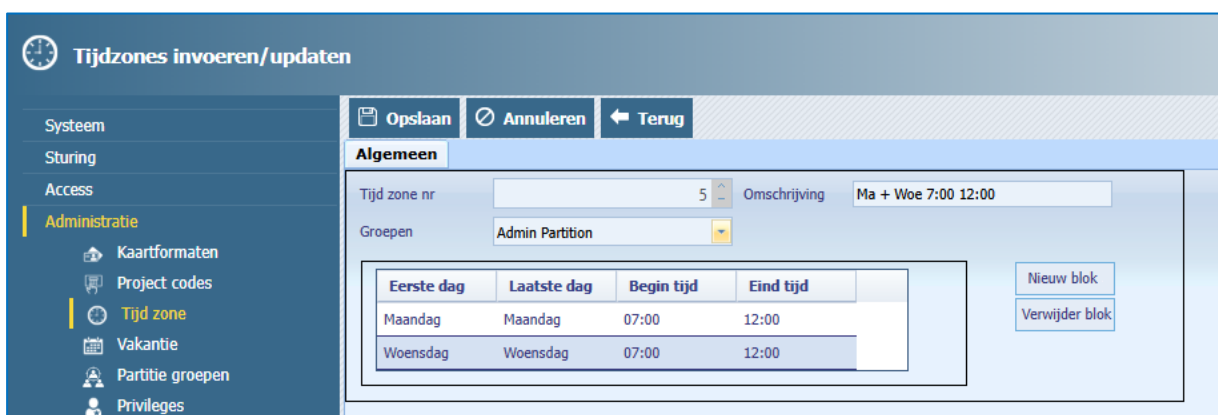 Tijdzones invoeren/updaten
Systeem
Sturing
Access
Administratie
Kaartformaten
Project codes
Tijd zone
Vakantie
Partitie groepen
Privileges
Opslaan Annuleren Terug
Algemeen
Tijd zone nr 5 Omschrijving Ma + Woe 7:00 12:00
Groepen Admin Partition
Eerste dag Laatste dag Begin tijd Eind tijd
Maandag Maandag 07:00 12:00
Woensdag Woensdag 07:00 12:00
Nieuw blok
Verwijder blok